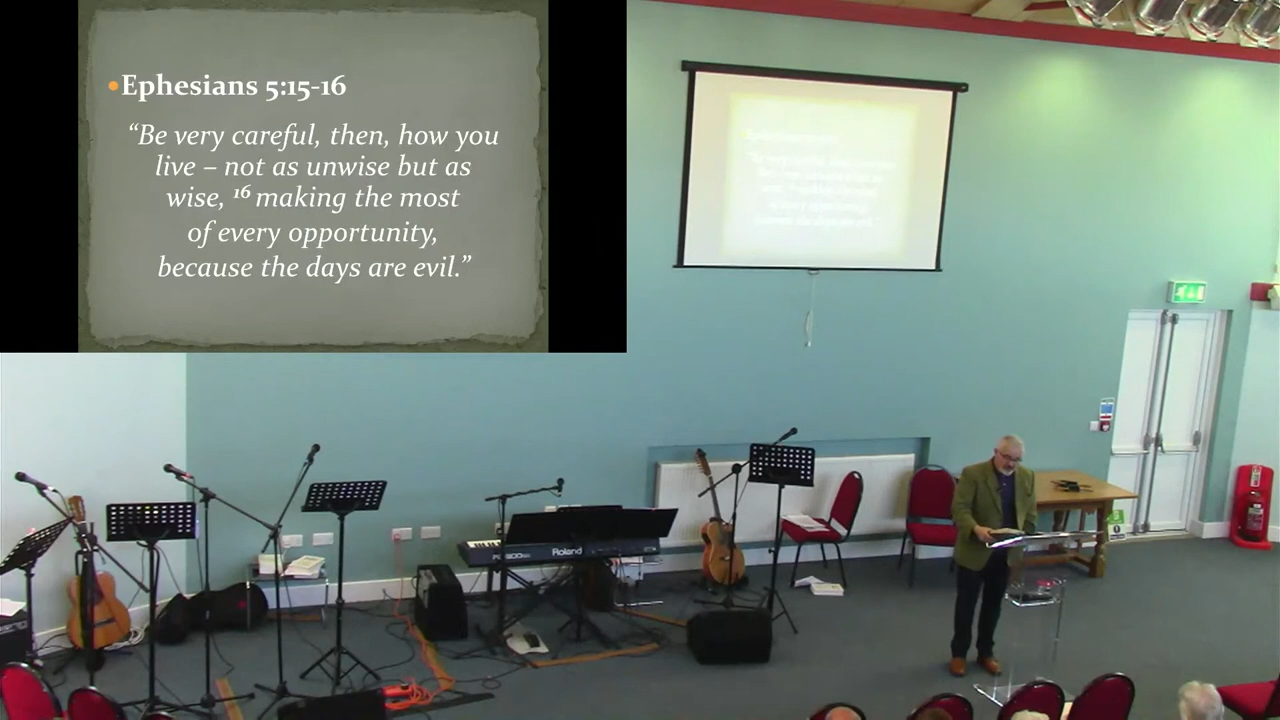 •Ephesians 5:15-16
“Be very careful, then, how you
live – not as unwise but as
wise, 16 making the most
of every opportunity,
because the days are evil.”
Roland